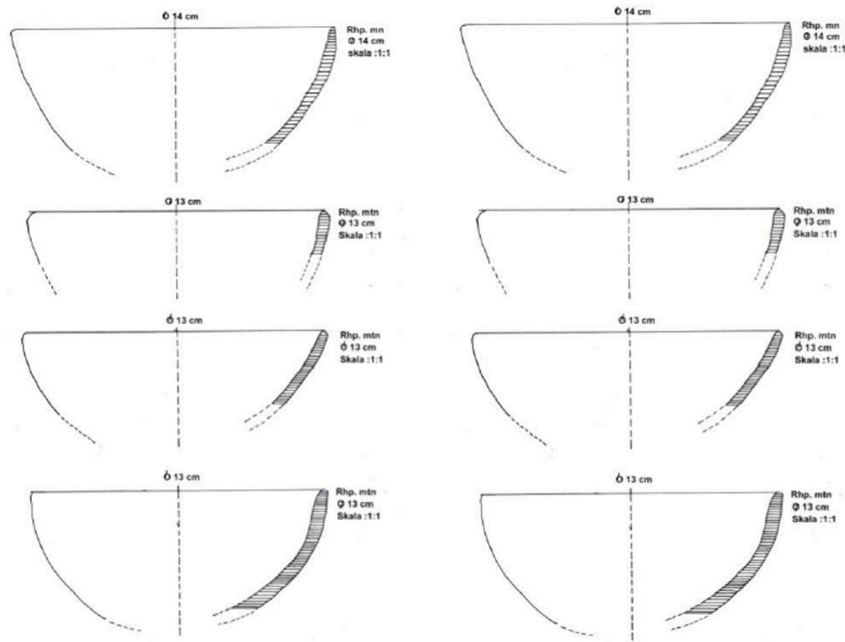 Ø 14 cm
Rhp. mn
Ø 14 cm
skala :1:1
Ø 14 cm
Rhp. mn
Ø 14 cm
skala :1:1
Ø 13 cm
Rhp. mtn
Ø 13 cm
Skala :1:1
Ø 13 cm
Rhp. mtn
Ø 13 cm
Skala :1:1
Ø 13 cm
Rhp. mtn
Ø 13 cm
Skala :1:1
Ø 13 cm
Rhp. mtn
Ø 13 cm
Skala :1:1
Ø 13 cm
Rhp. mtn
Ø 13 cm
Skala :1:1
Ø 13 cm
Rhp. mtn
Ø 13 cm
Skala :1:1